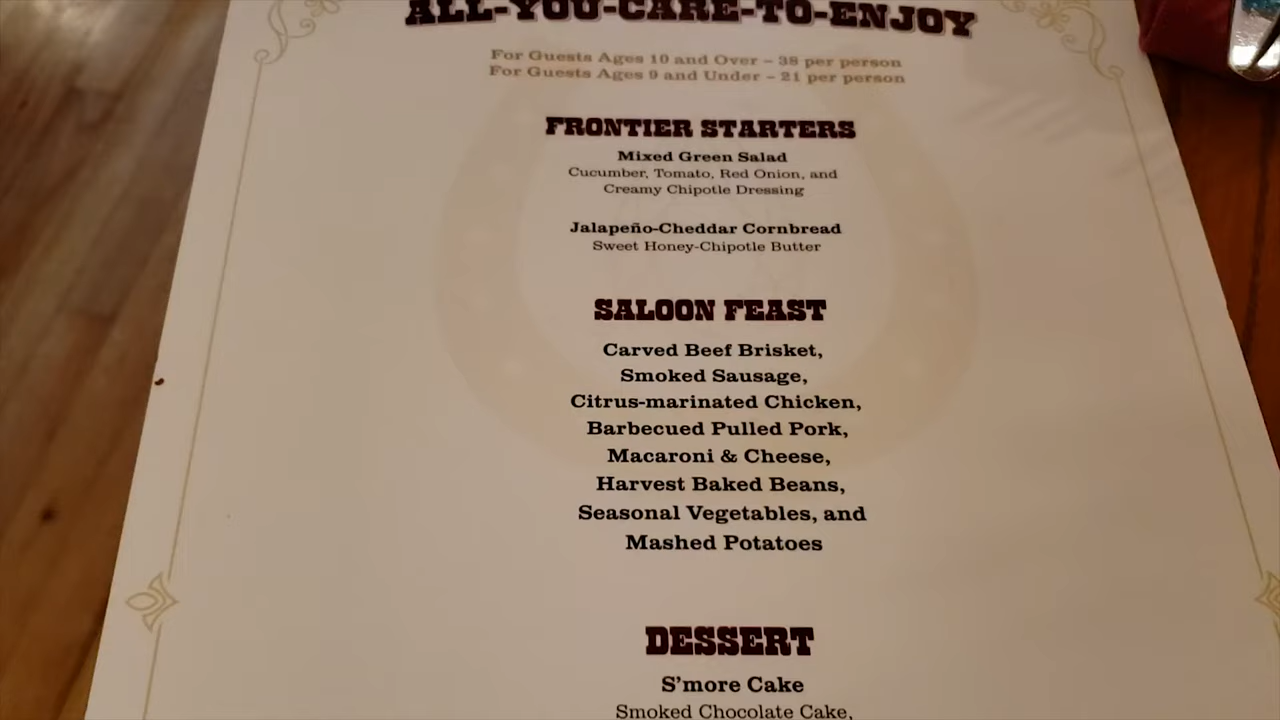 ALL-YOU-CARE-TO-ENJOY
For Guests Ages 10 and Over – 38 per person
For Guests Ages 9 and Under – 21 per person
FRONTIER STARTERS
Mixed Green Salad
Cucumber, Tomato, Red Onion, and
Creamy Chipotle Dressing
Jalapeño-Cheddar Cornbread
Sweet Honey-Chipotle Butter
SALOON FEAST
Carved Beef Brisket,
Smoked Sausage,
Citrus-marinated Chicken,
Barbecued Pulled Pork,
Macaroni & Cheese,
Harvest Baked Beans,
Seasonal Vegetables, and
Mashed Potatoes
DESSERT
S’more Cake
Smoked Chocolate Cake,